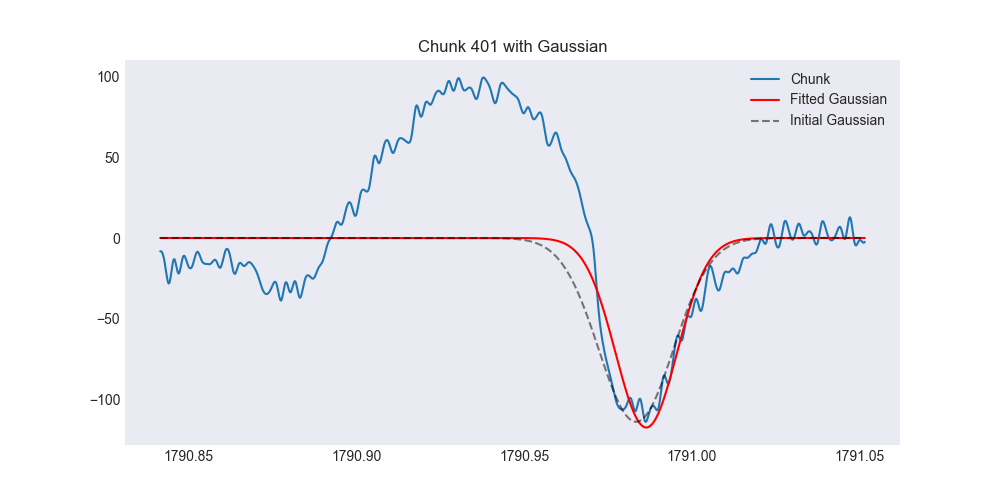 Chunk 401 with Gaussian
100
50
0
−50
−100
Chunk
Fitted Gaussian
Initial Gaussian
1790.85 1790.90 1790.95 1791.00 1791.05